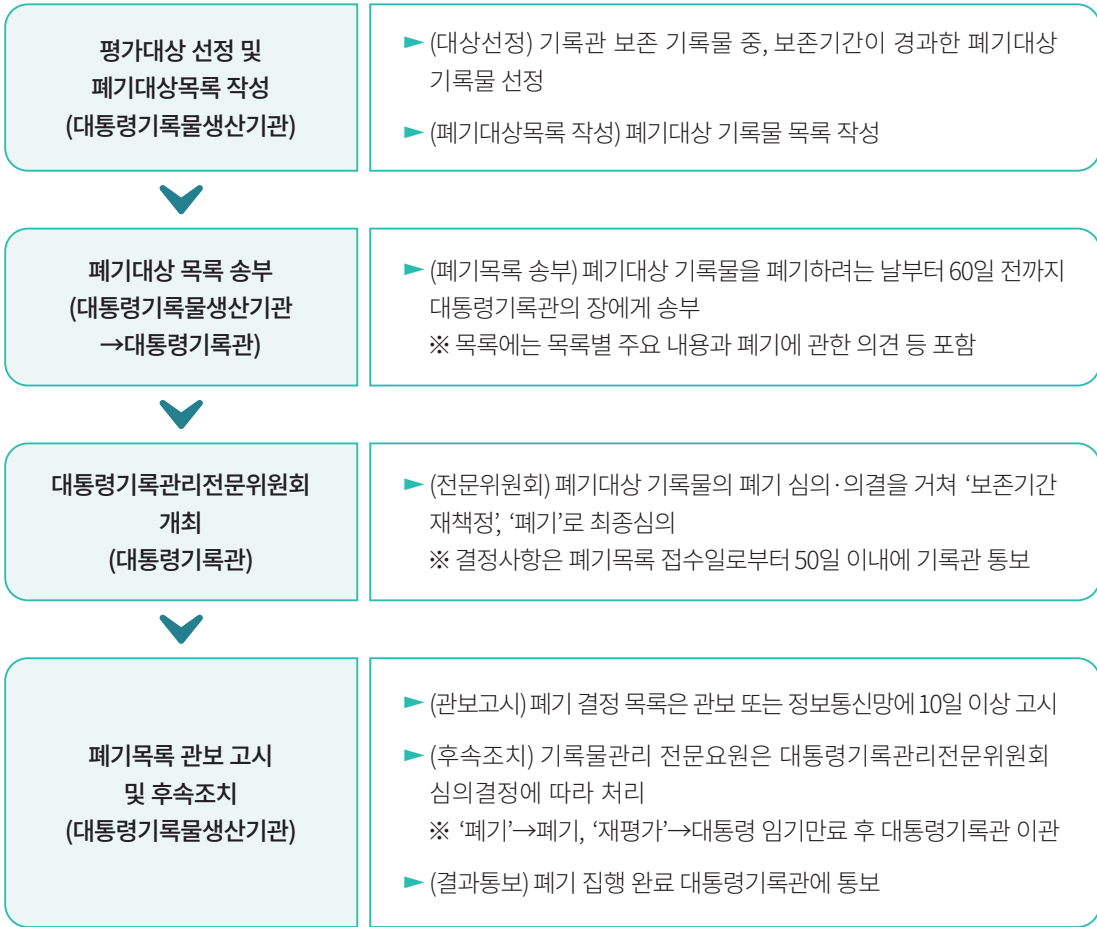 평가대상 선정 및
폐기대상목록 작성
(대통령기록물생산기관)
► (대상선정) 기록관 보존 기록물 중, 보존기간이 경과한 폐기대상
기록물 선정
► (폐기대상목록 작성) 폐기대상 기록물 목록 작성
폐기대상 목록 송부
(대통령기록물생산기관
→대통령기록관)
► (폐기목록 송부) 폐기대상 기록물을 폐기하려는 날부터 60일 전까지
대통령기록관의 장에게 송부
※ 목록에는 목록별 주요 내용과 폐기에 관한 의견 등 포함
대통령기록관리전문위원회
개최
(대통령기록관)
► (전문위원회) 폐기대상 기록물의 폐기 심의·의결을 거쳐 ‘보존기간
재책정’, ‘폐기’로 최종심의
※ 결정사항은 폐기목록 접수일로부터 50일 이내에 기록관 통보
폐기목록 관보 고시
및 후속조치
(대통령기록물생산기관)
► (관보고시) 폐기 결정 목록은 관보 또는 정보통신망에 10일 이상 고시
► (후속조치) 기록물관리 전문요원은 대통령기록관리전문위원회
심의결정에 따라 처리
※ ‘폐기’→폐기, ‘재평가’→대통령 임기만료 후 대통령기록관 이관
► (결과통보) 폐기 집행 완료 대통령기록관에 통보